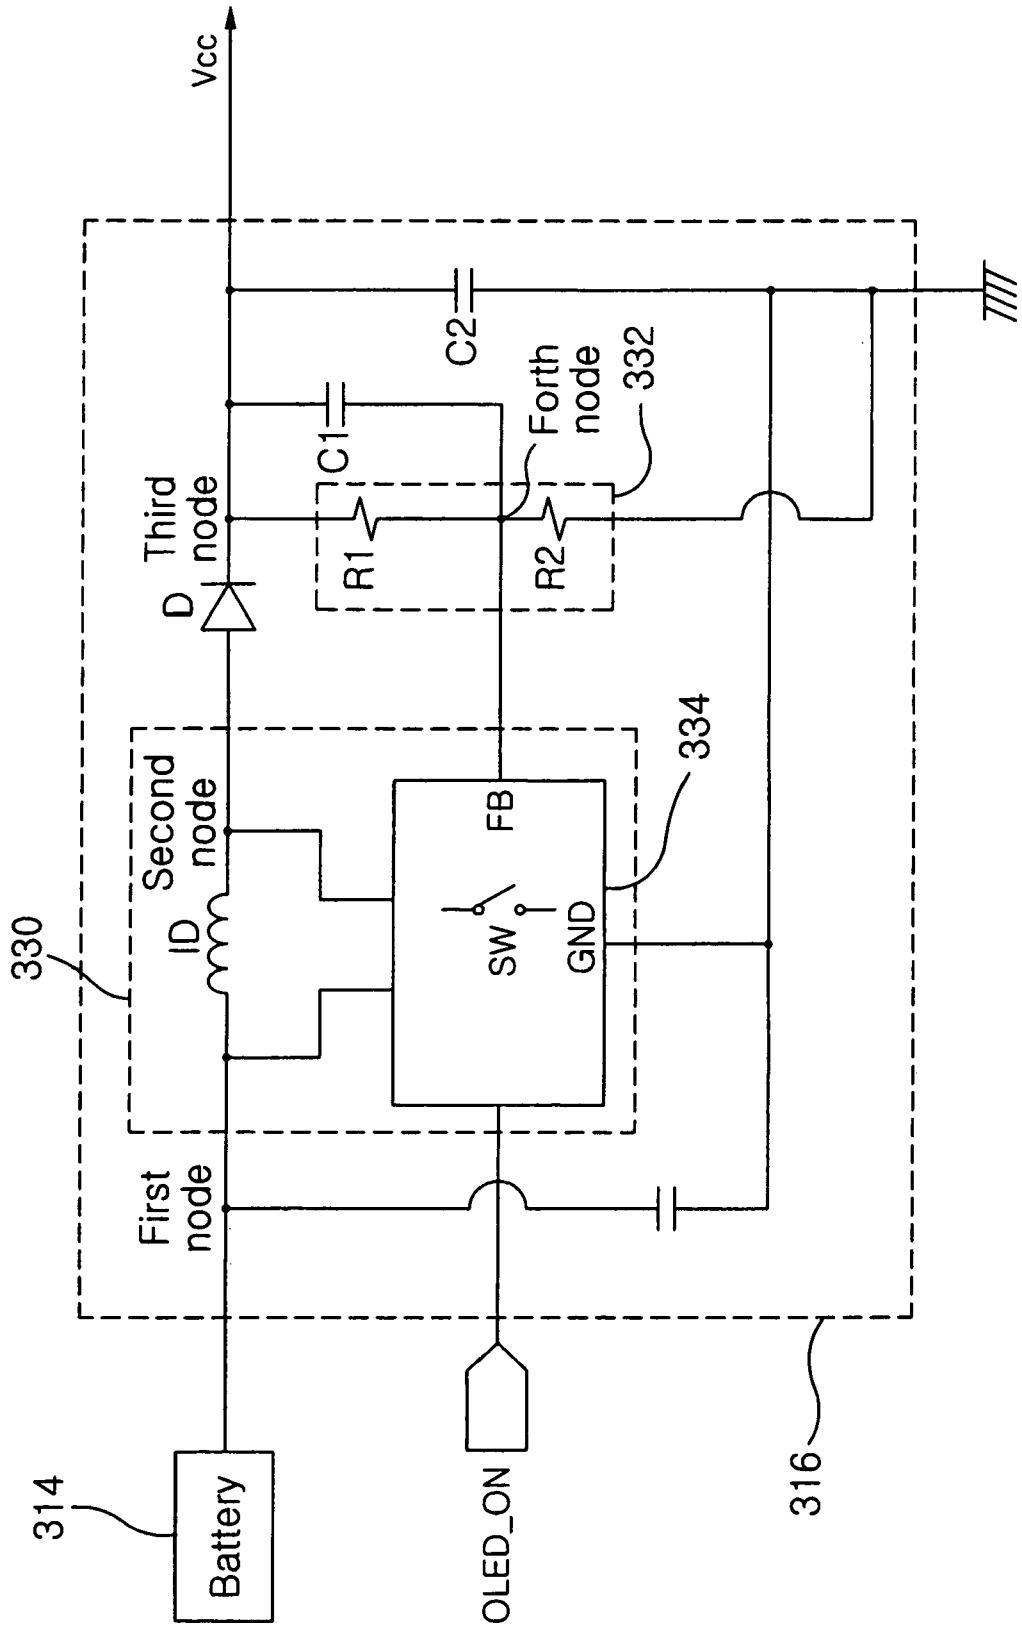 314
Battery
OLED_ON
316
First
node
330
ID
Second
node
SW
GND
FB
334
D
Third
node
R1
R2
C1
Forth
node
332
C2
Vcc